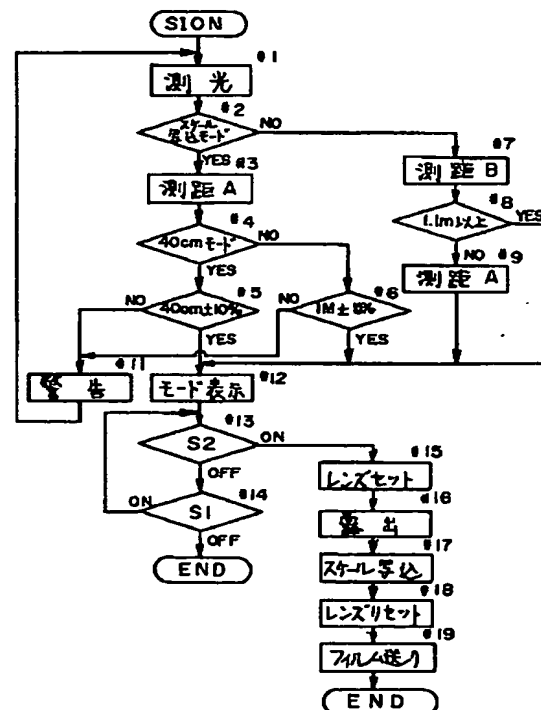 S1ON
#1
測光
#2
スケール
写込モード
NO
YES
#3
測距 A
#7
測距 B
#4
40cmモード
NO
YES
#8
1.1m以上
YES
NO
#9
測距 A
#5
40cm±10%
NO
YES
#6
NO
YES
#11
警告
#12
モード表示
#13
S2
ON
OFF
#14
S1
ON
OFF
END
#15
レンズセット
#16
露出
#17
スケール写込
#18
レンズリセット
#19
フィルム送り
END